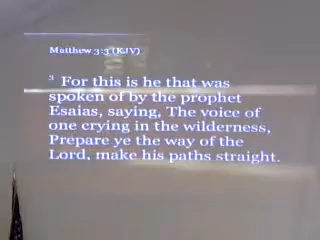 Matthew 3:3 (KJV)
3 For this is he that was
spoken of by the prophet
Esaias, saying, The voice of
one crying in the wilderness,
Prepare ye the way of the
Lord, make his paths straight.